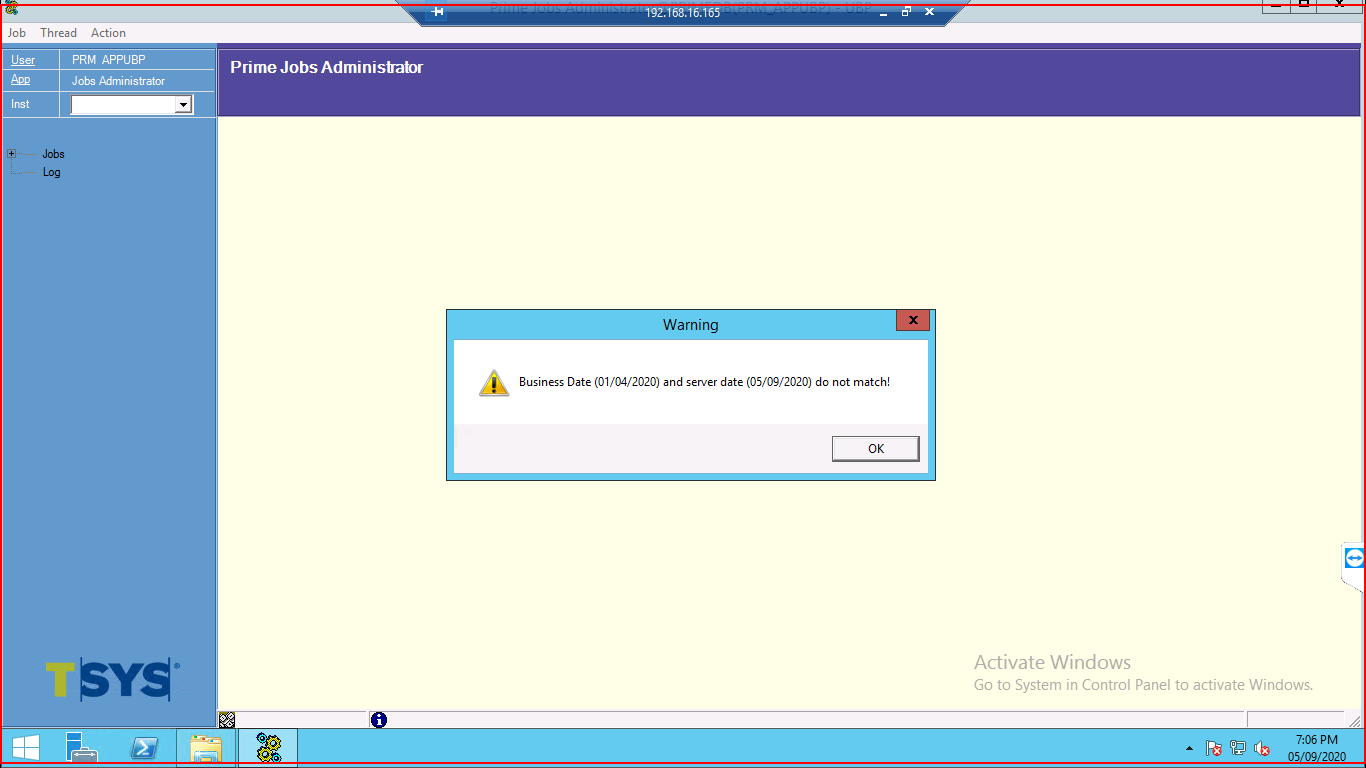 Prime Jobs Administrator
192.168.16.165
(PRM_APPUBP) - UBP
Job Thread Action
User PRM APPUBP
App Jobs Administrator
Inst
Prime Jobs Administrator
Jobs
Log
Warning
Business Date (01/04/2020) and server date (05/09/2020) do not match!
OK
Activate Windows
Go to System in Control Panel to activate Windows.
TSYS®
7:06 PM
05/09/2020